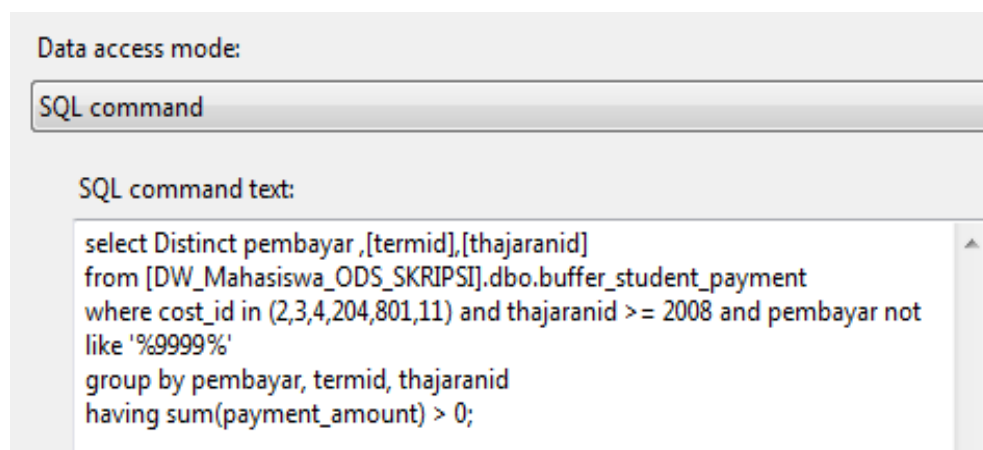 Data access mode:
SQL command
SQL command text:
select Distinct pembayar ,[termid],[thajaranid]
from [DW_Mahasiswa_ODS_SKRIPSI].dbo.buffer_student_payment
where cost_id in (2,3,4,204,801,11) and thajaranid >= 2008 and pembayar not
like '%9999%'
group by pembayar, termid, thajaranid
having sum(payment_amount) > 0;